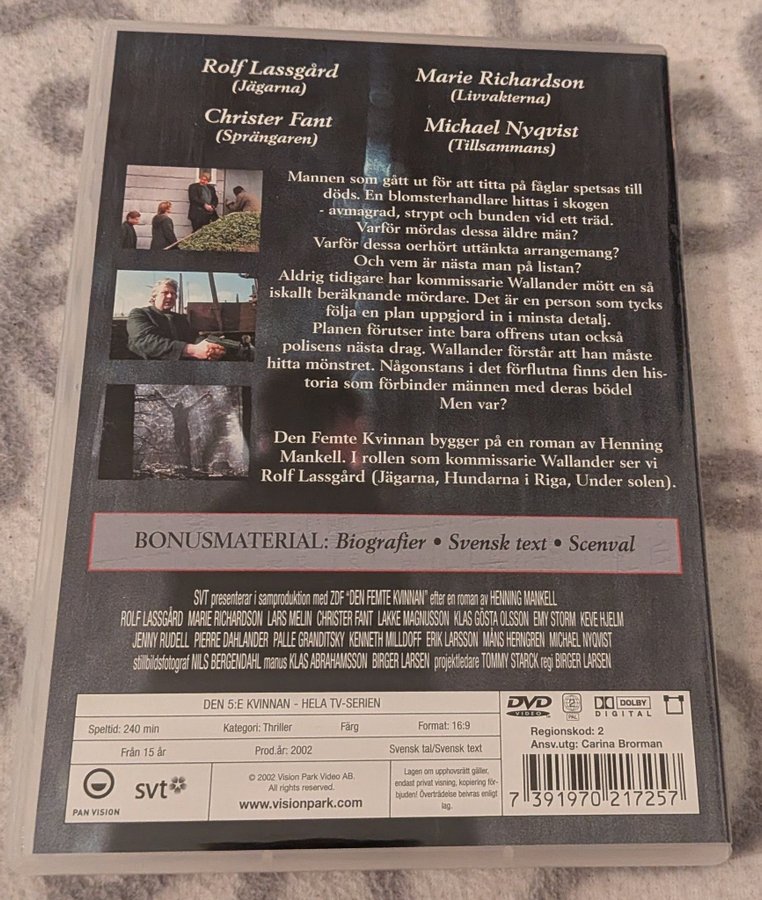 Rolf Lassgård
(Jägarna)
Marie Richardson
(Livvakterna)
Christer Fant
(Sprängaren)
Michael Nyqvist
(Tillsammans)
Mannen som gått ut för att titta på fåglar spetsas till
döds. En blomsterhandlare hittas i skogen
- avmagrad, strypt och bunden vid ett träd.
Varför mördas dessa äldre män?
Varför dessa oerhört uttänkta arrangemang?
Och vem är nästa man på listan?
Aldrig tidigare har kommissarie Wallander mött en så
iskallt beräknande mördare. Det är en person som tycks
följa en plan uppgjord in i minsta detalj.
Planen förutser inte bara offrens utan också
polisens nästa drag. Wallander förstår att han måste
hitta mönstret. Någonstans i det förflutna finns den his-
toria som förbinder männen med deras bödel
Men var?
Den Femte Kvinnan bygger på en roman av Henning
Mankell. I rollen som kommissarie Wallander ser vi
Rolf Lassgård (Jägarna, Hundarna i Riga, Under solen).
BONUSMATERIAL: Biografier • Svensk text • Scenval
SVT presenterar i samproduktion med ZDF "DEN FEMTE KVINNAN" efter en roman av HENNING MANKELL
ROLF LASSGÅRD MARIE RICHARDSON LARS MELIN CHRISTER FANT LAKKE MAGNUSSON KLAS GÖSTA OLSSON EMY STORM KEVE HJELM
JENNY RUDELL PIERRE DAHLANDER PALLE GRANDITSKY KENNETH MILLDOFF ERIK LARSSON MÅNS HERNGREN MICHAEL NYQVIST
stillbildsfotograf NILS BERGENDAHL manus KLAS ABRAHAMSSON BIRGER LARSEN projektledare TOMMY STARCK regi BIRGER LARSEN
DEN 5:E KVINNAN - HELA TV-SERIEN
Speltid: 240 min
Kategori: Thriller
Färg
Format: 16:9
Från 15 år
Prod.år: 2002
Svensk tal/Svensk text
PAN VISION
svt
© 2002 Vision Park Video AB.
All rights reserved.
www.visionpark.com
Lagen om upphovsrätt gäller,
endast privat visning, kopiering för-
bjuden! Överträdelse beivras enligt
lag.
DVD
VIDEO
2
PAL
DOLBY
DIGITAL
Regionskod: 2
Ansv.utg: Carina Brorman
7 391970 217257